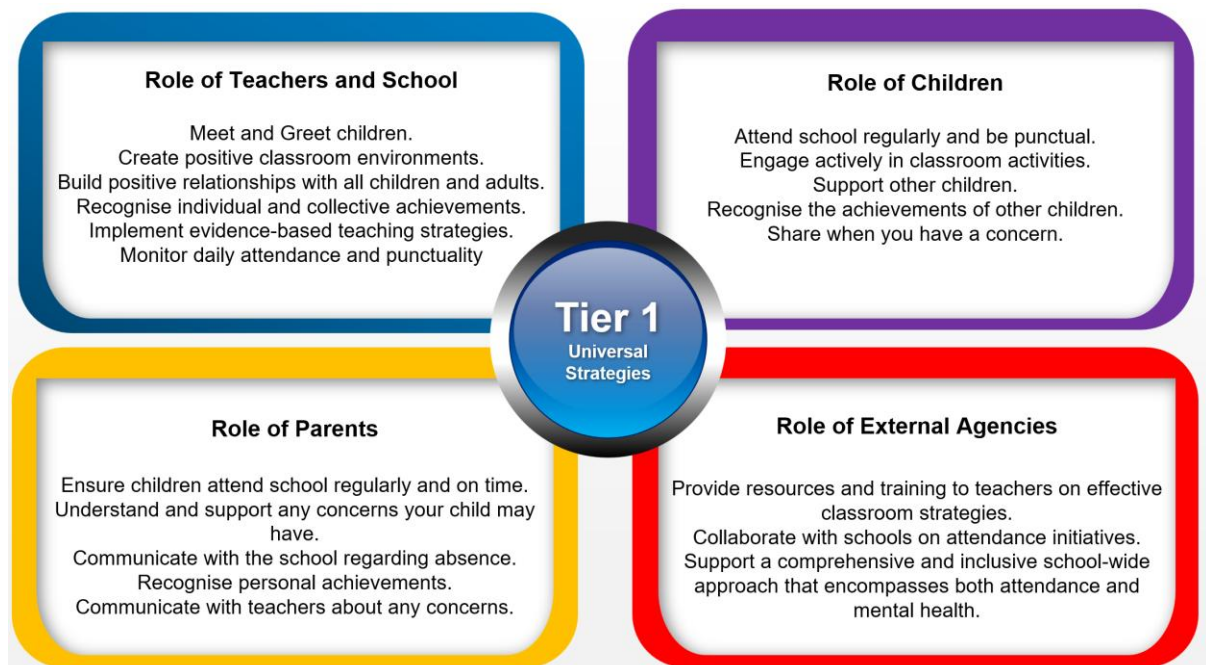 Role of Teachers and School
Meet and Greet children.
Create positive classroom environments.
Build positive relationships with all children and adults.
Recognise individual and collective achievements.
Implement evidence-based teaching strategies.
Monitor daily attendance and punctuality
Role of Children
Attend school regularly and be punctual.
Engage actively in classroom activities.
Support other children.
Recognise the achievements of other children.
Share when you have a concern.
Tier 1
Universal
Strategies
Role of Parents
Ensure children attend school regularly and on time.
Understand and support any concerns your child may
have.
Communicate with the school regarding absence.
Recognise personal achievements.
Communicate with teachers about any concerns.
Role of External Agencies
Provide resources and training to teachers on effective
classroom strategies.
Collaborate with schools on attendance initiatives.
Support a comprehensive and inclusive school-wide
approach that encompasses both attendance and
mental health.